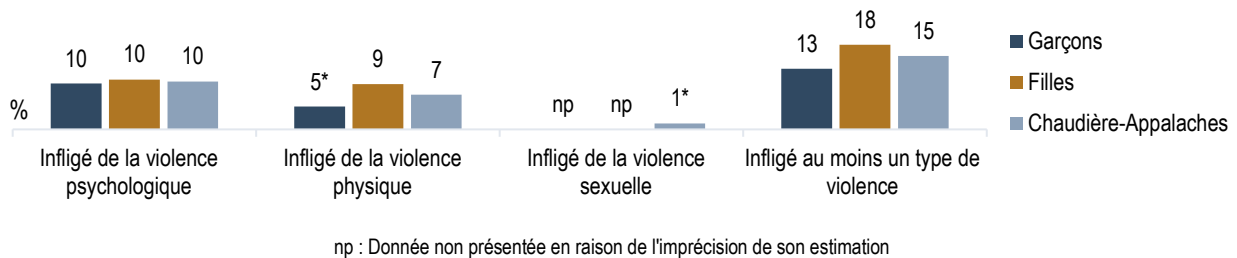 10 10 10 5* 9 7 np np 1* 13 18 15
Garçons
Filles
Chaudière-Appalaches
%
Infligé de la violence
psychologique
Infligé de la violence
physique
Infligé de la violence
sexuelle
Infligé au moins un type de
violence
np : Donnée non présentée en raison de l'imprécision de son estimation